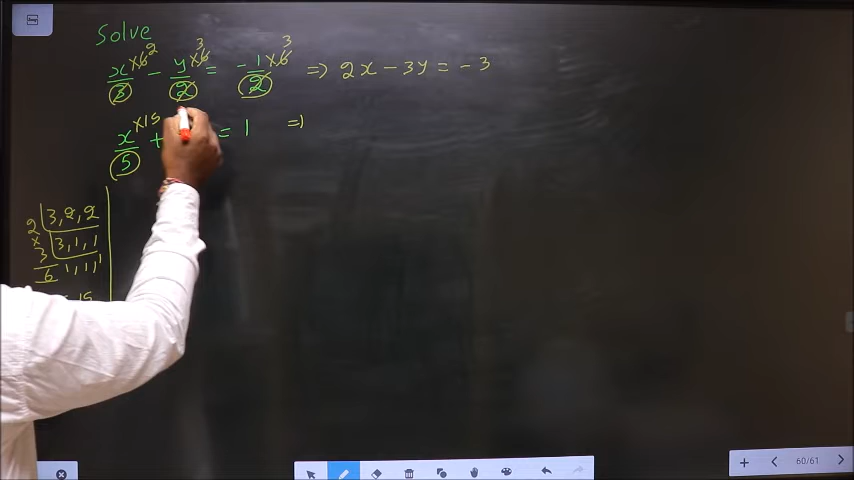 Solve
x×6 2/3 - y×6 3/2 = -1×6 3/2 ⇒ 2x - 3y = -3
x×15/5 + = 1 ⇒
2 | 3, 2, 2
× 3 | 3, 1, 1
6 1, 1, 1
15
60/61